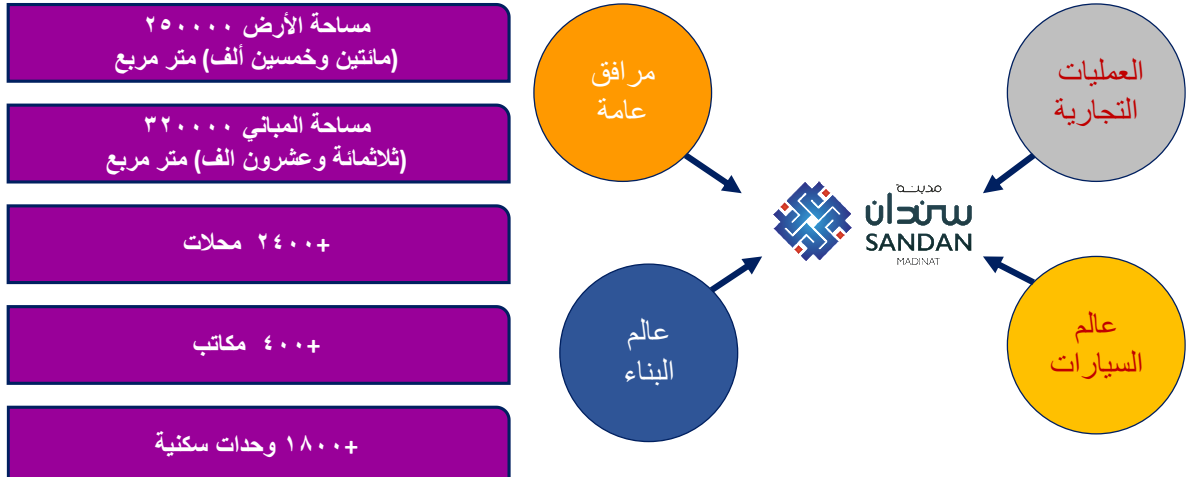 مساحة الأرض ٢٥٠٠٠٠
(مائتين وخمسين ألف) متر مربع
مساحة المباني ٣٢٠٠٠٠
(ثلاثمائة وعشرون الف) متر مربع
+٢٤٠٠ محلات
+٤٠٠ مكاتب
+١٨٠٠ وحدات سكنية
العمليات
التجارية
مرافق
عامة
مدينة
سندان
SANDAN
MADINAT
عالم
السيارات
عالم
البناء